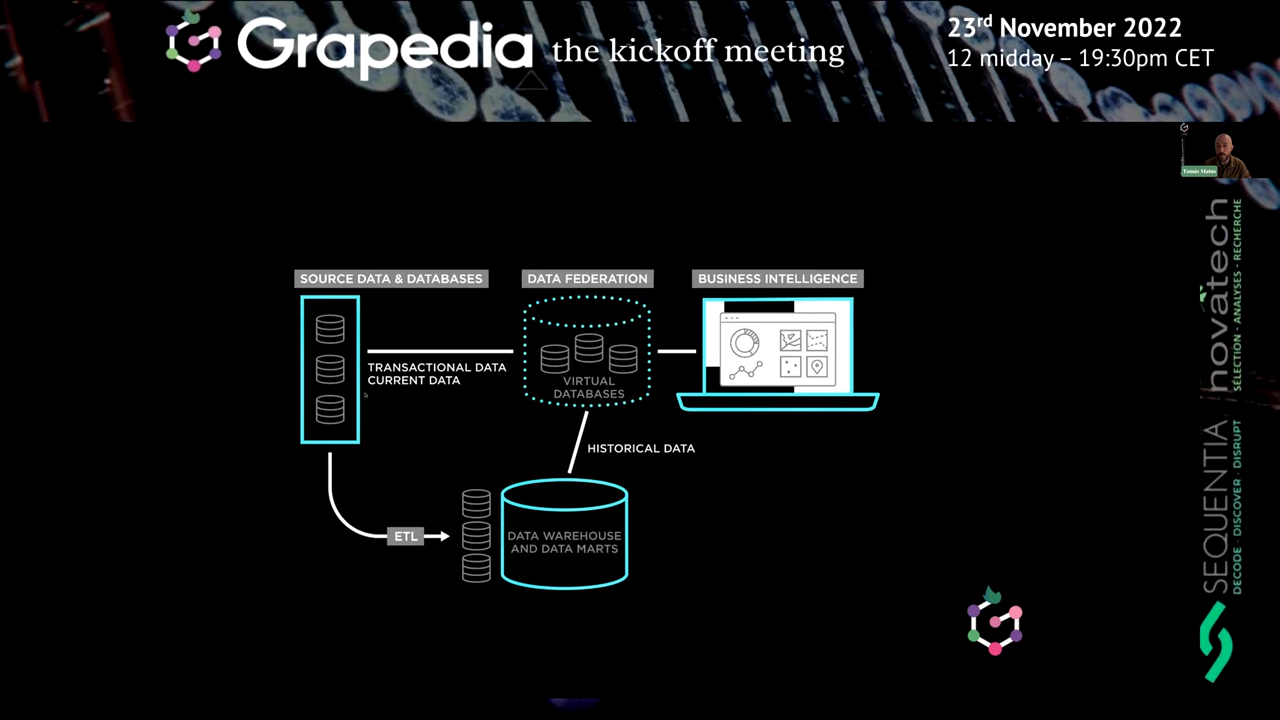 Grapedia the kickoff meeting
23rd November 2022
12 midday – 19:30pm CET
Tomás Matus
SOURCE DATA & DATABASES
DATA FEDERATION
BUSINESS INTELLIGENCE
TRANSACTIONAL DATA
CURRENT DATA
VIRTUAL
DATABASES
HISTORICAL DATA
ETL
DATA WAREHOUSE
AND DATA MARTS
novatech
SÉLECTION - ANALYSES - RECHERCHE
SEQUENTIA
DECODE · DISCOVER · DISRUPT